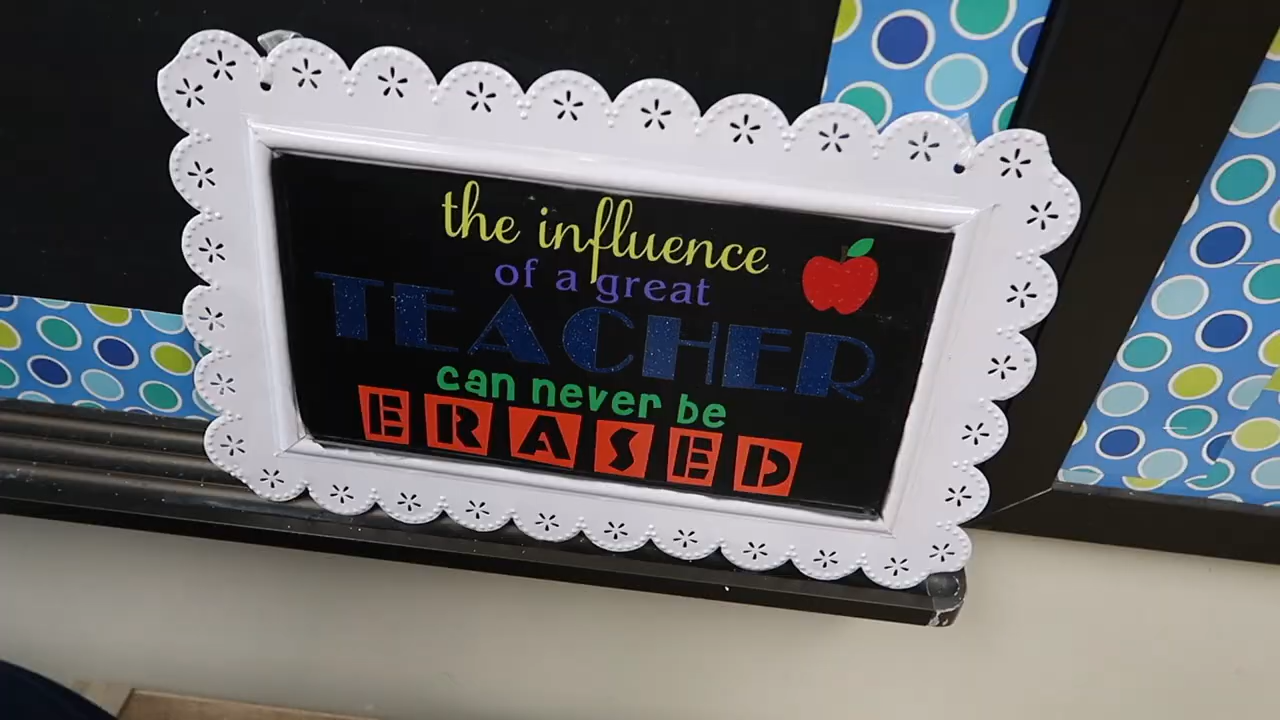 the influence
of a great
TEACHER
can never be
ERASED